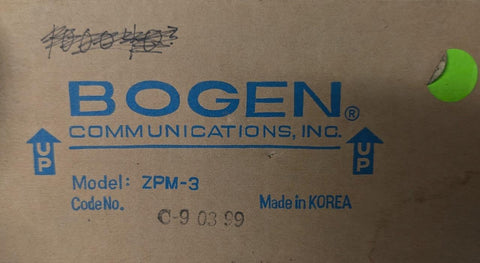 BOGEN®
COMMUNICATIONS, INC.
UP
UP
Model: ZPM-3
Code No.
C-9 03 99
Made in KOREA